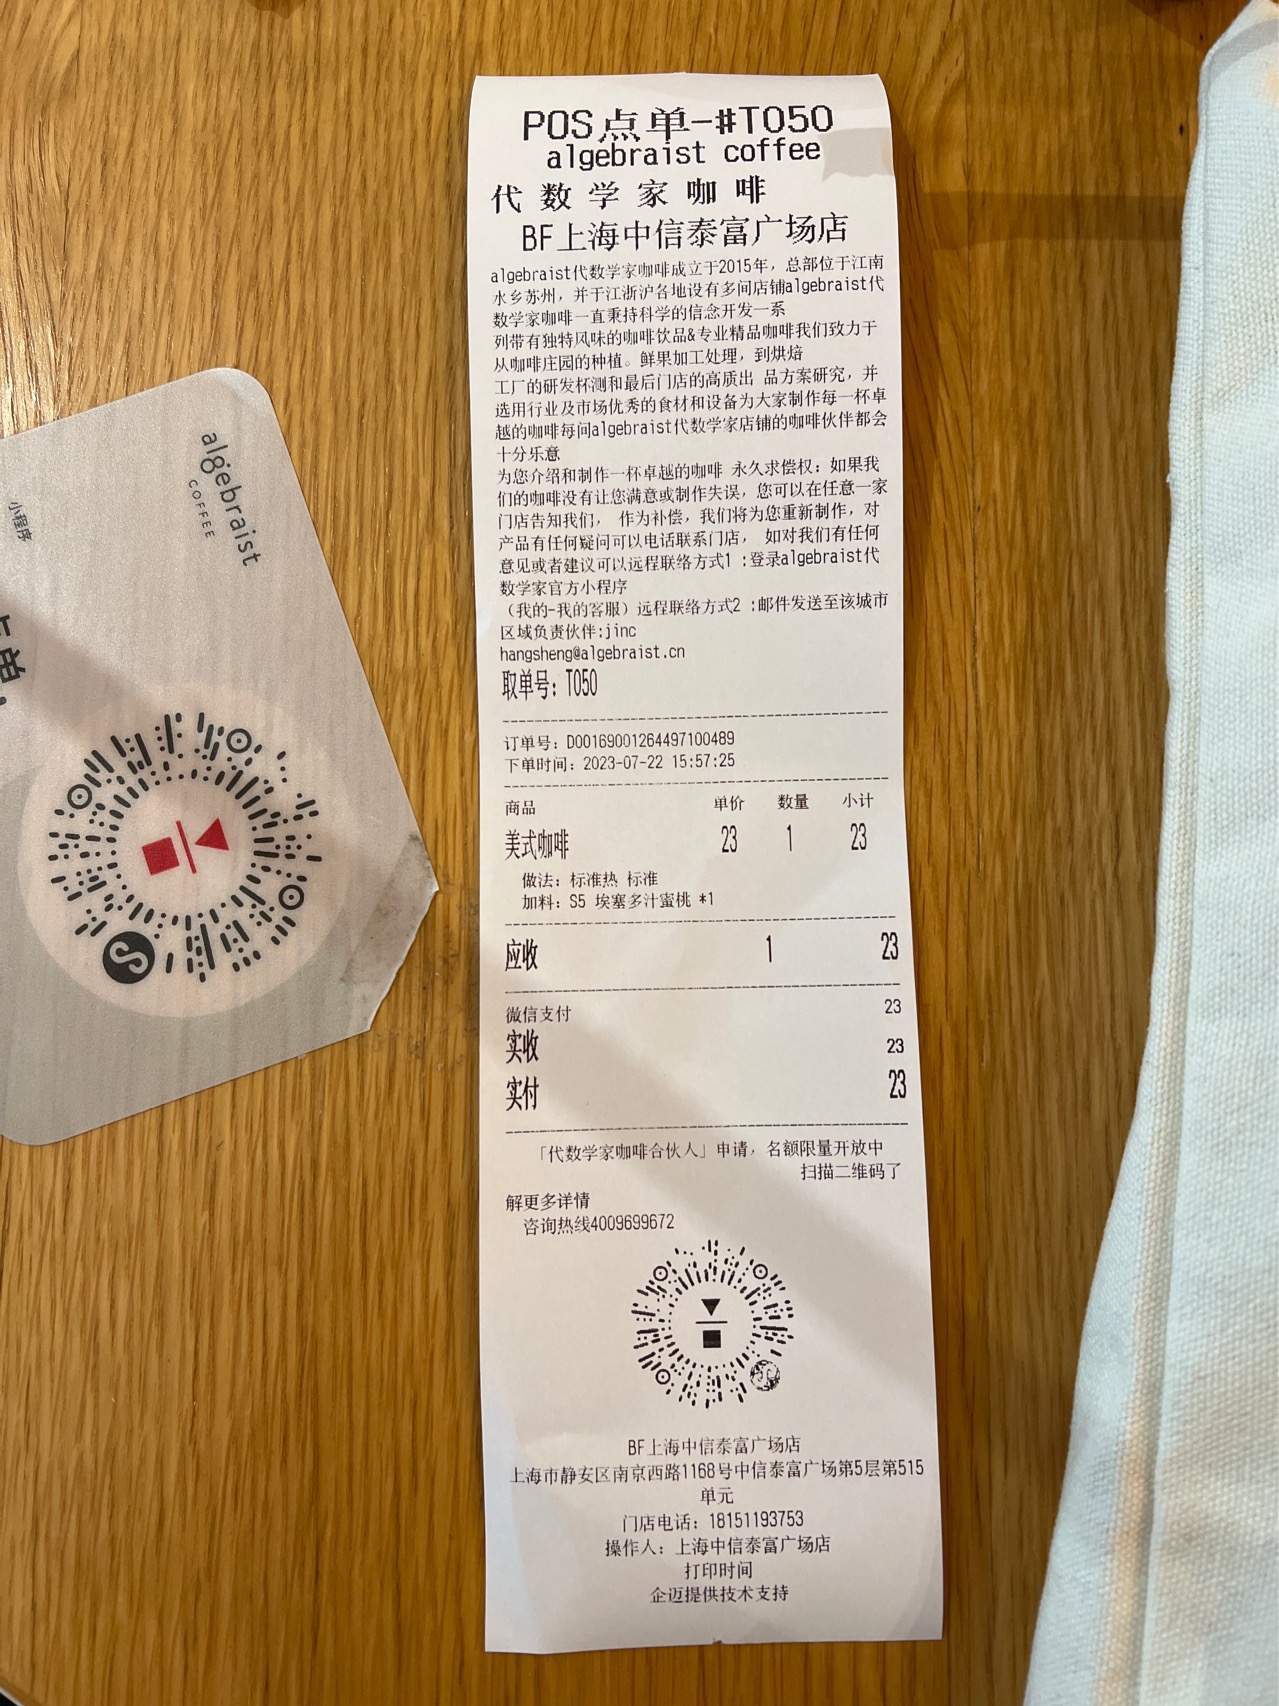 POS点单-#T050
algebraist coffee
代数学家咖啡
BF上海中信泰富广场店
algebraist代数学家咖啡成立于2015年，总部位于江南
水乡苏州，并于江浙沪各地设有多间店铺algebraist代
数学家咖啡一直秉持科学的信念开发一系
列带有独特风味的咖啡饮品&专业精品咖啡我们致力于
从咖啡庄园的种植。鲜果加工处理，到烘焙
工厂的研发杯测和最后门店的高质出 品方案研究，并
选用行业及市场优秀的食材和设备为大家制作每一杯卓
越的咖啡每问algebraist代数学家店铺的咖啡伙伴都会
十分乐意
为您介绍和制作一杯卓越的咖啡 永久求偿权：如果我
们的咖啡没有让您满意或制作失误，您可以在任意一家
门店告知我们， 作为补偿，我们将为您重新制作，对
产品有任何疑问可以电话联系门店， 如对我们有任何
意见或者建议可以远程联络方式1 :登录algebraist代
数学家官方小程序
（我的-我的客服）远程联络方式2 :邮件发送至该城市
区域负责伙伴:jinc
hangsheng@algebraist.cn
取单号：T050
订单号：D00169001264497100489
下单时间：2023-07-22 15:57:25
商品 单价 数量 小计
美式咖啡 23 1 23
做法：标准热 标准
加料：S5 埃塞多汁蜜桃 *1
应收 1 23
微信支付 23
实收 23
实付 23
「代数学家咖啡合伙人」申请，名额限量开放中
扫描二维码了
解更多详情
咨询热线4009699672
BF上海中信泰富广场店
上海市静安区南京西路1168号中信泰富广场第5层第515
单元
门店电话：18151193753
操作人：上海中信泰富广场店
打印时间
企迈提供技术支持
algebraist
COFFEE
小程序
单